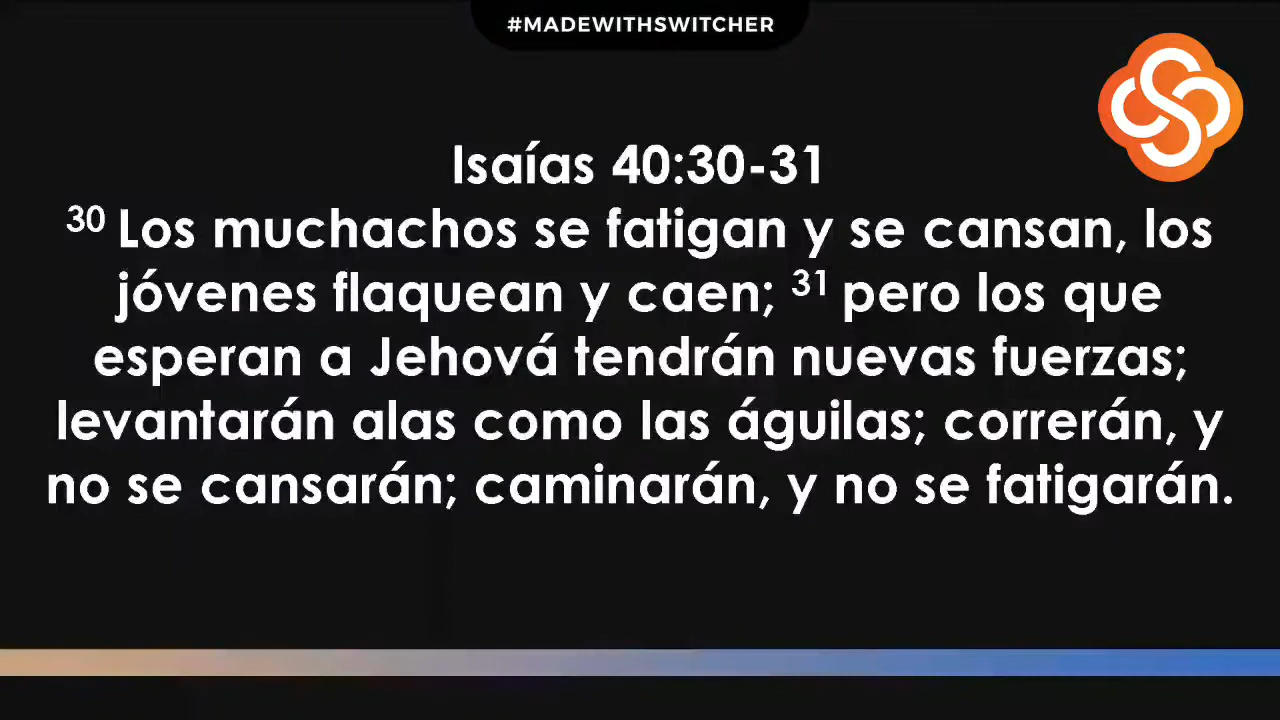 #MADEWITHSWITCHER
Isaías 40:30-31
30 Los muchachos se fatigan y se cansan, los
jóvenes flaquean y caen; 31 pero los que
esperan a Jehová tendrán nuevas fuerzas;
levantarán alas como las águilas; correrán, y
no se cansarán; caminarán, y no se fatigarán.